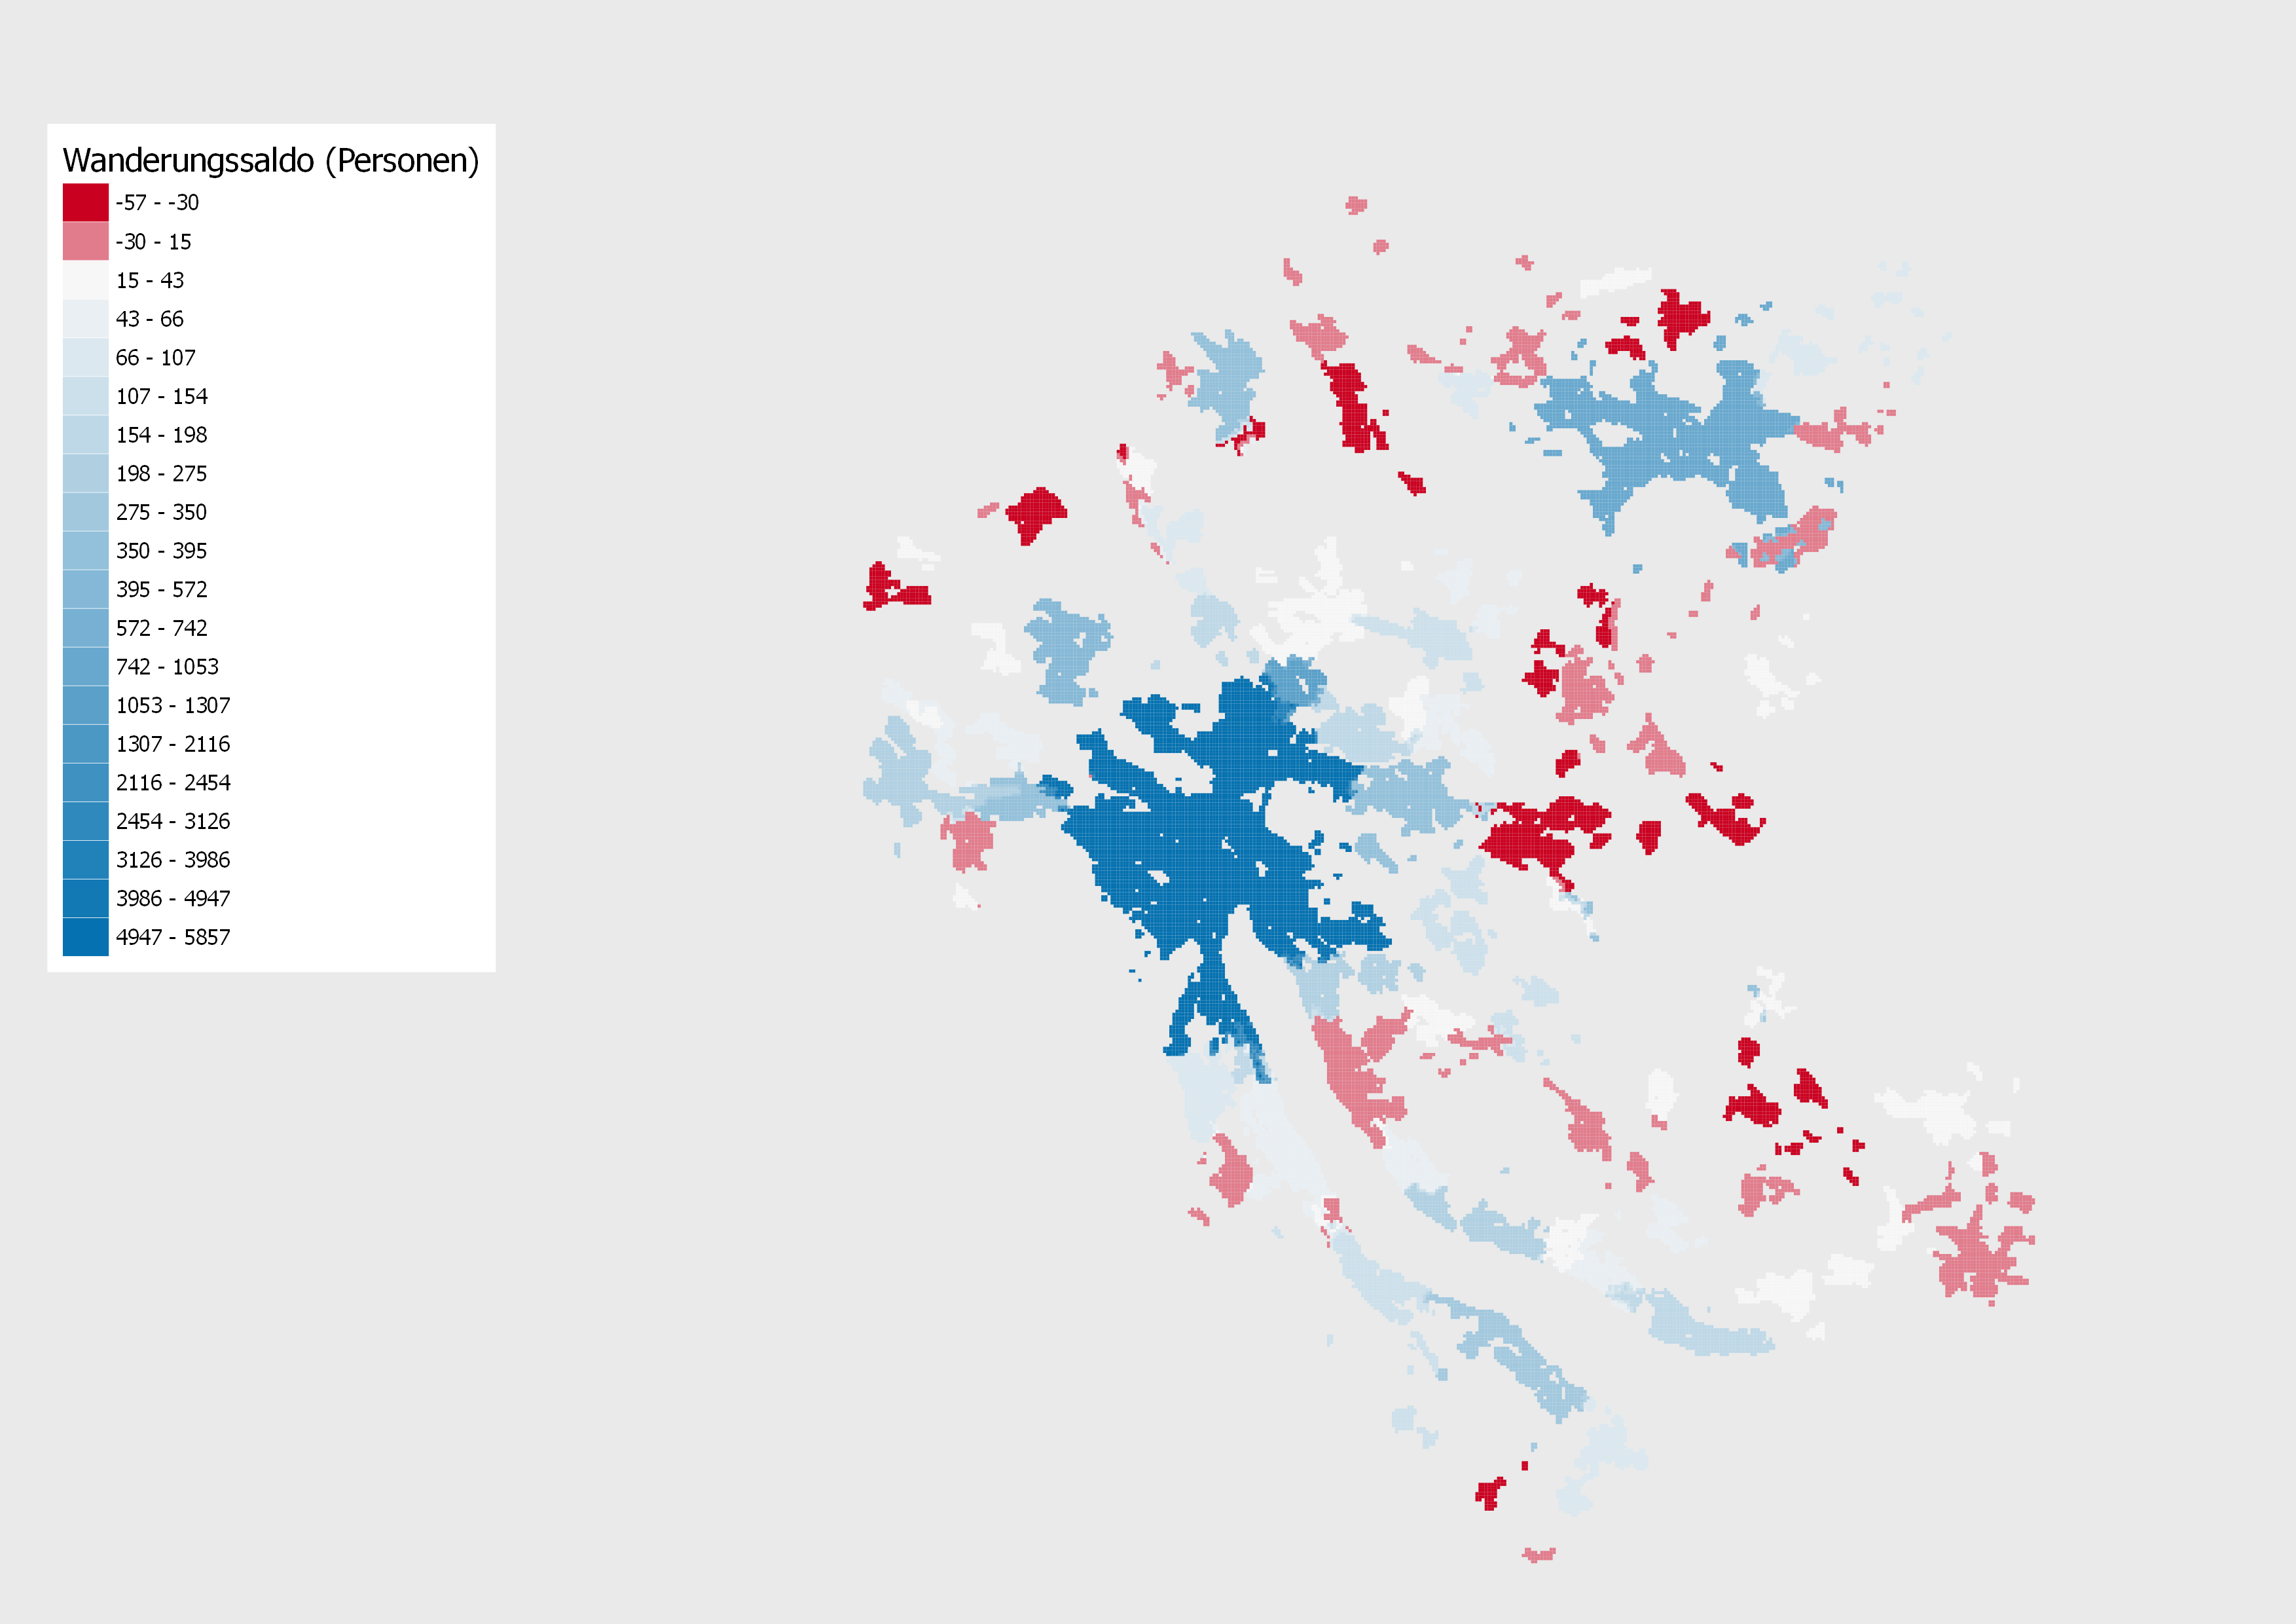 Wanderungssaldo (Personen)
-57 - -30
-30 - 15
15 - 43
43 - 66
66 - 107
107 - 154
154 - 198
198 - 275
275 - 350
350 - 395
395 - 572
572 - 742
742 - 1053
1053 - 1307
1307 - 2116
2116 - 2454
2454 - 3126
3126 - 3986
3986 - 4947
4947 - 5857